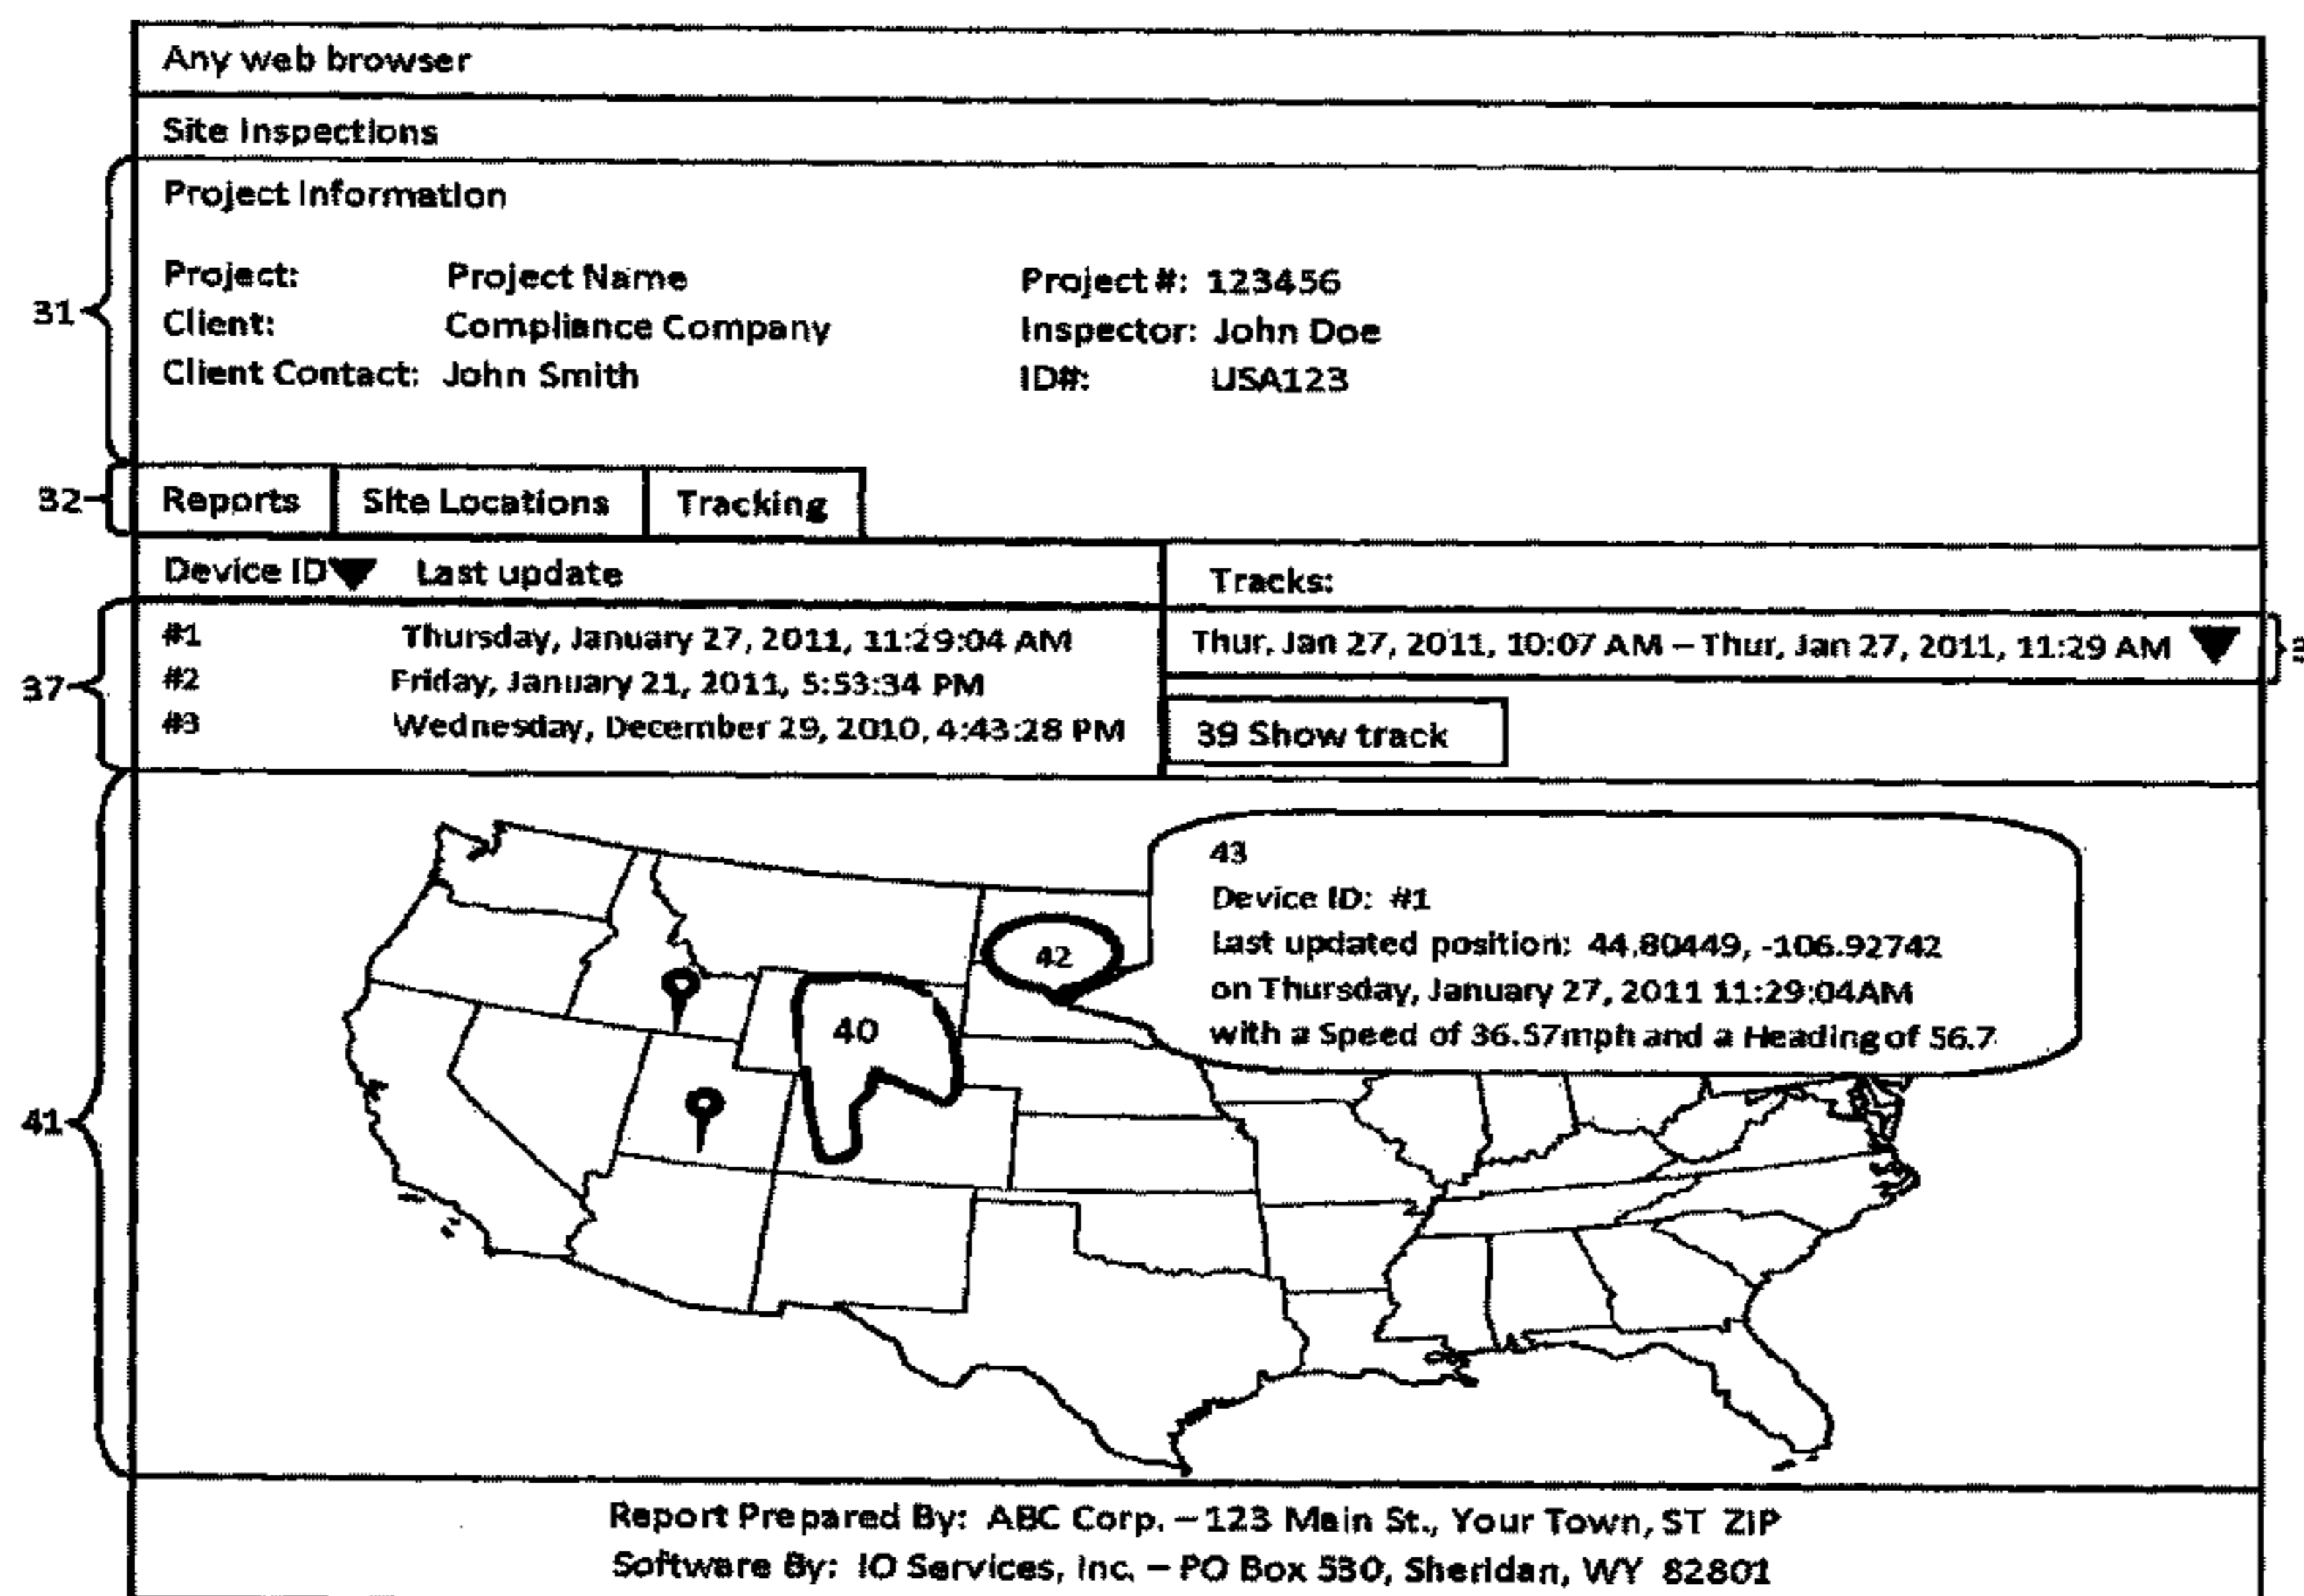 Any web browser
Site Inspections
Project Information
Project: Project Name Project #: 123456
31
Client: Compliance Company Inspector: John Doe
Client Contact: John Smith ID#: USA123
32 Reports Site Locations Tracking
Device ID Last update Tracks:
#1 Thursday, January 27, 2011, 11:29:04 AM Thur, Jan 27, 2011, 10:07 AM – Thur, Jan 27, 2011, 11:29 AM
37 #2 Friday, January 21, 2011, 5:53:34 PM
#3 Wednesday, December 29, 2010, 4:43:28 PM 39 Show track
43
Device ID: #1
42 Last updated position: 44.80449, -106.92742
on Thursday, January 27, 2011 11:29:04AM
40 with a Speed of 36.57mph and a Heading of 56.7
41
Report Prepared By: ABC Corp. – 123 Main St., Your Town, ST ZIP
Software By: IO Services, Inc. – PO Box 530, Sheridan, WY 82801